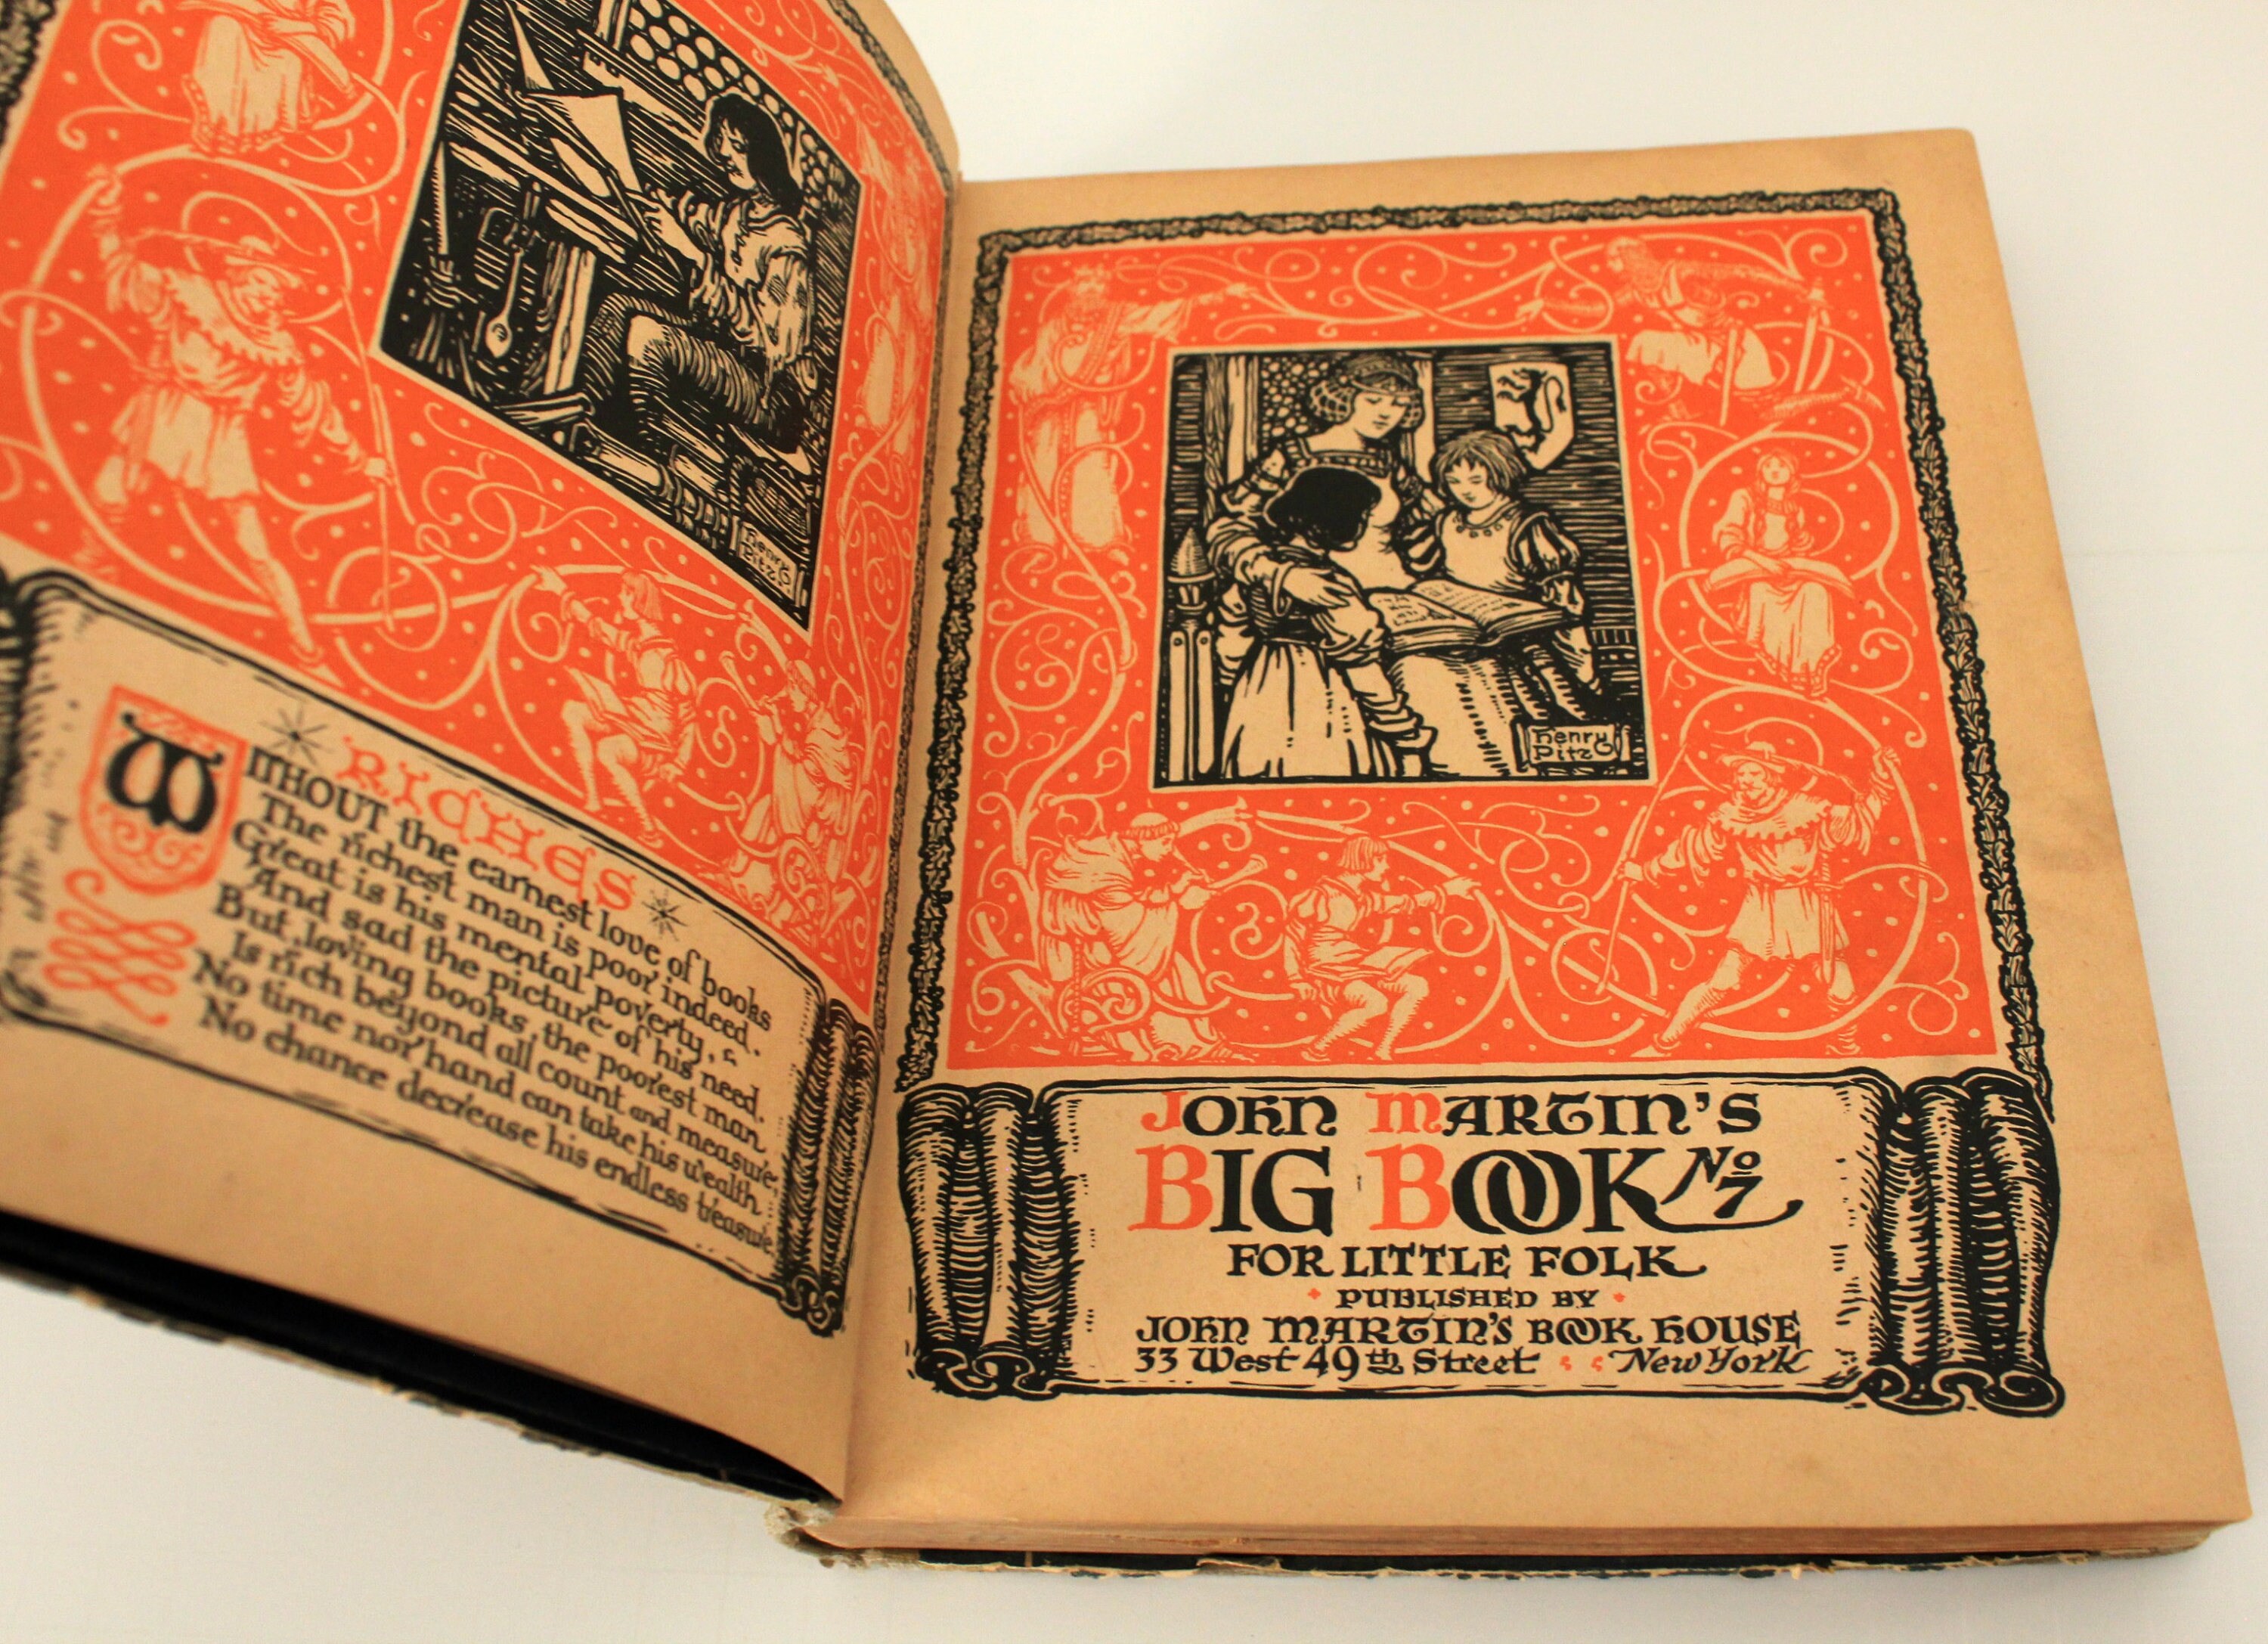 Henry
Pitz
RICHES
WITHOUT the earnest love of books
The richest man is poor indeed.
Great is his mental poverty,
And sad the picture of his need.
But, loving books, the poorest man
Is rich beyond all count and measure
No time nor hand can take his wealth
No chance decrease his endless treasure.
Henry
Pitz
JOHN MARTIN'S
BIG BOOK No 7
FOR LITTLE FOLK
PUBLISHED BY
JOHN MARTIN'S BOOK HOUSE
33 West 49th Street New York